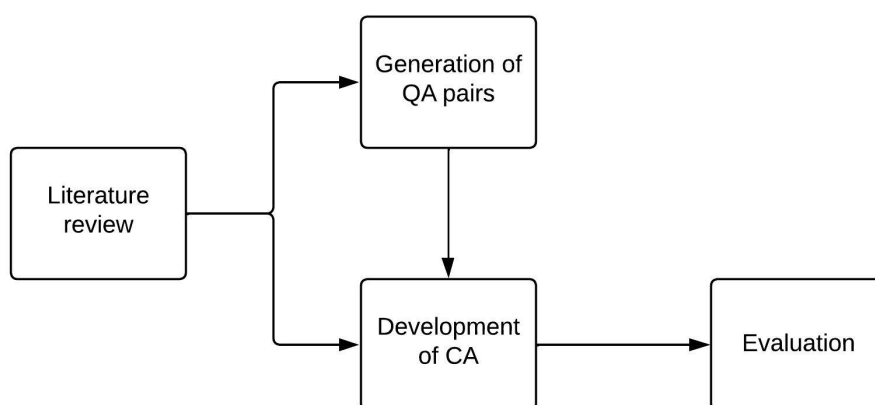 Generation of
QA pairs
Literature
review
Development
of CA
Evaluation